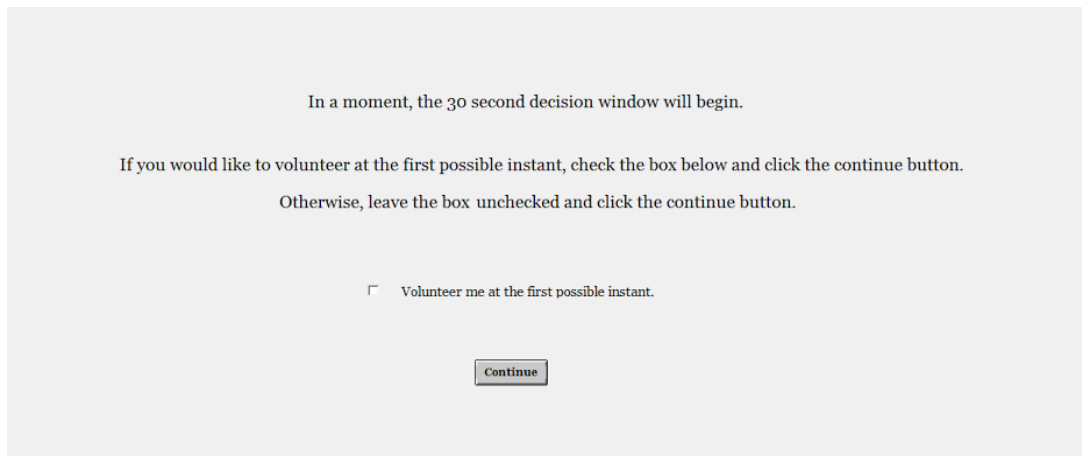 In a moment, the 30 second decision window will begin.
If you would like to volunteer at the first possible instant, check the box below and click the continue button.
Otherwise, leave the box unchecked and click the continue button.
Volunteer me at the first possible instant.
Continue